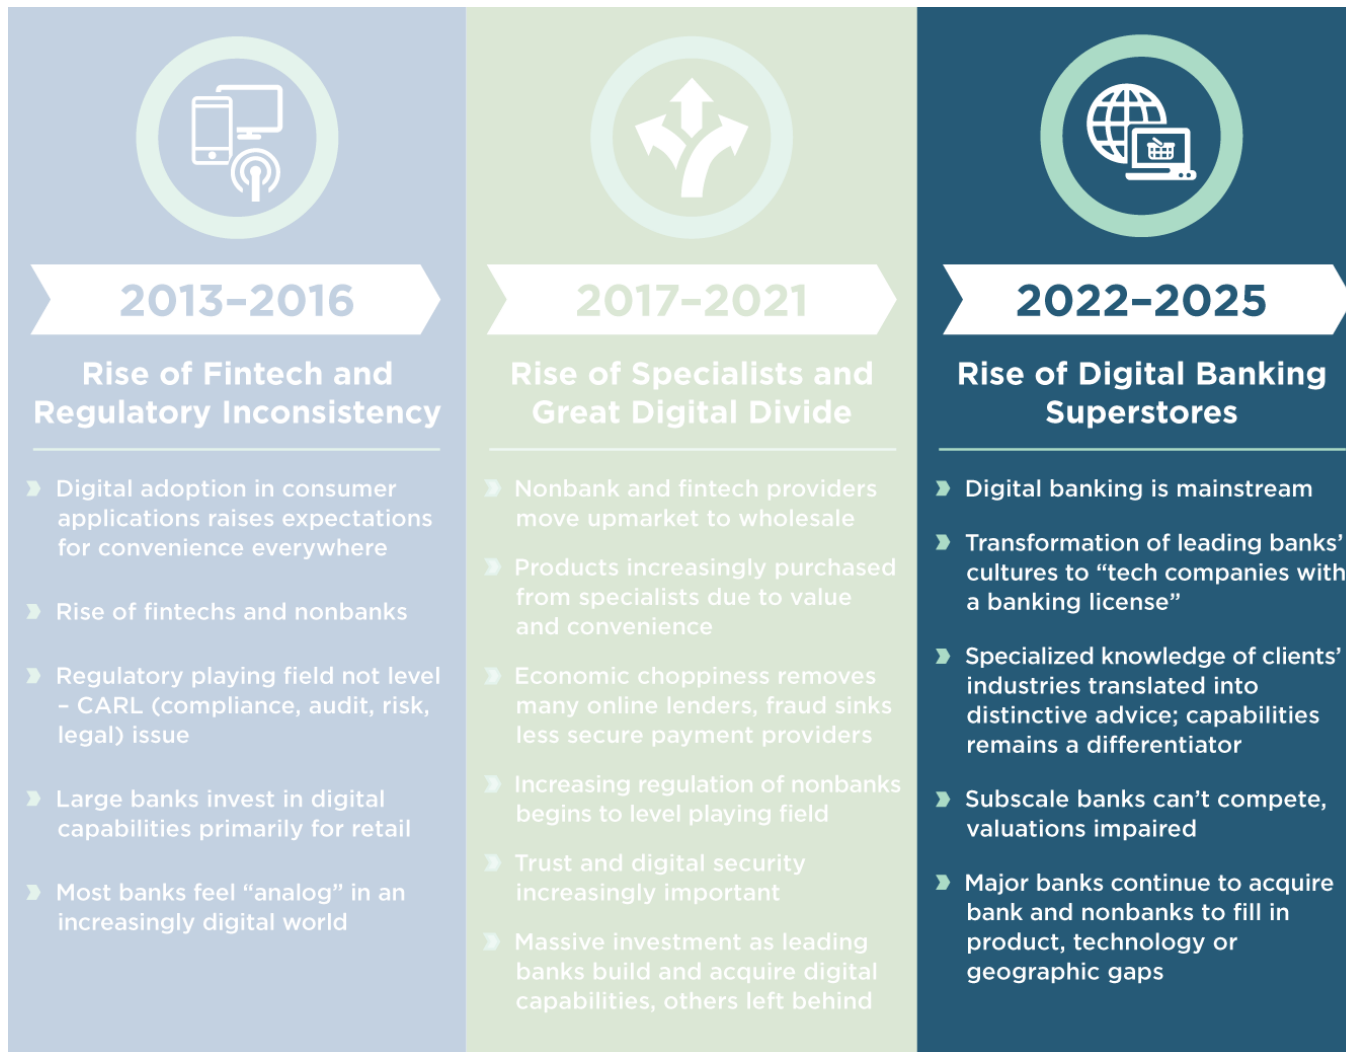 2013–2016
Rise of Fintech and
Regulatory Inconsistency
Digital adoption in consumer
applications raises expectations
for convenience everywhere
Rise of fintechs and nonbanks
Regulatory playing field not level
– CARL (compliance, audit, risk,
legal) issue
Large banks invest in digital
capabilities primarily for retail
Most banks feel “analog” in an
increasingly digital world
2017–2021
Rise of Specialists and
Great Digital Divide
Nonbank and fintech providers
move upmarket to wholesale
Products increasingly purchased
from specialists due to value
and convenience
Economic choppiness removes
many online lenders, fraud sinks
less secure payment providers
Increasing regulation of nonbanks
begins to level playing field
Trust and digital security
increasingly important
Massive investment as leading
banks build and acquire digital
capabilities, others left behind
2022–2025
Rise of Digital Banking
Superstores
Digital banking is mainstream
Transformation of leading banks’
cultures to “tech companies with
a banking license”
Specialized knowledge of clients’
industries translated into
distinctive advice; capabilities
remains a differentiator
Subscale banks can’t compete,
valuations impaired
Major banks continue to acquire
bank and nonbanks to fill in
product, technology or
geographic gaps